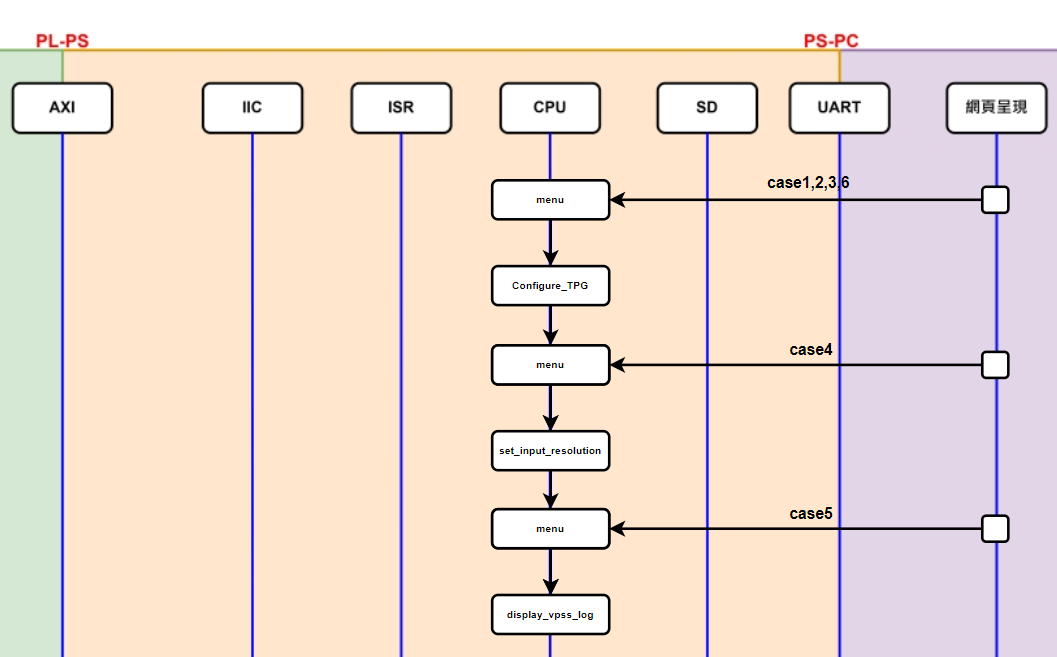 PL-PS
PS-PC
AXI
IIC
ISR
CPU
SD
UART
網頁呈現
case1,2,3,6
menu
Configure_TPG
case4
menu
set_input_resolution
case5
menu
display_vpss_log